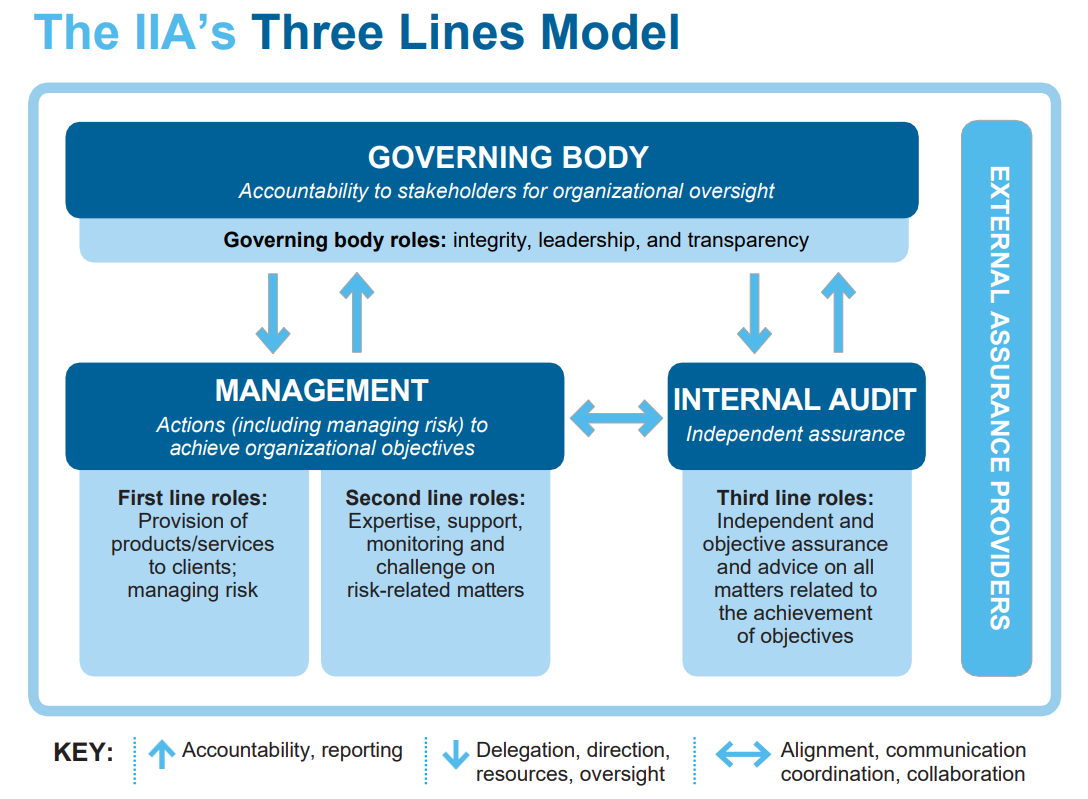 The IIA's Three Lines Model
GOVERNING BODY
Accountability to stakeholders for organizational oversight
Governing body roles: integrity, leadership, and transparency
MANAGEMENT
Actions (including managing risk) to
achieve organizational objectives
First line roles:
Provision of
products/services
to clients;
managing risk
Second line roles:
Expertise, support,
monitoring and
challenge on
risk-related matters
INTERNAL AUDIT
Independent assurance
Third line roles:
Independent and
objective assurance
and advice on all
matters related to
the achievement
of objectives
EXTERNAL ASSURANCE PROVIDERS
KEY:
Accountability, reporting
Delegation, direction,
resources, oversight
Alignment, communication
coordination, collaboration